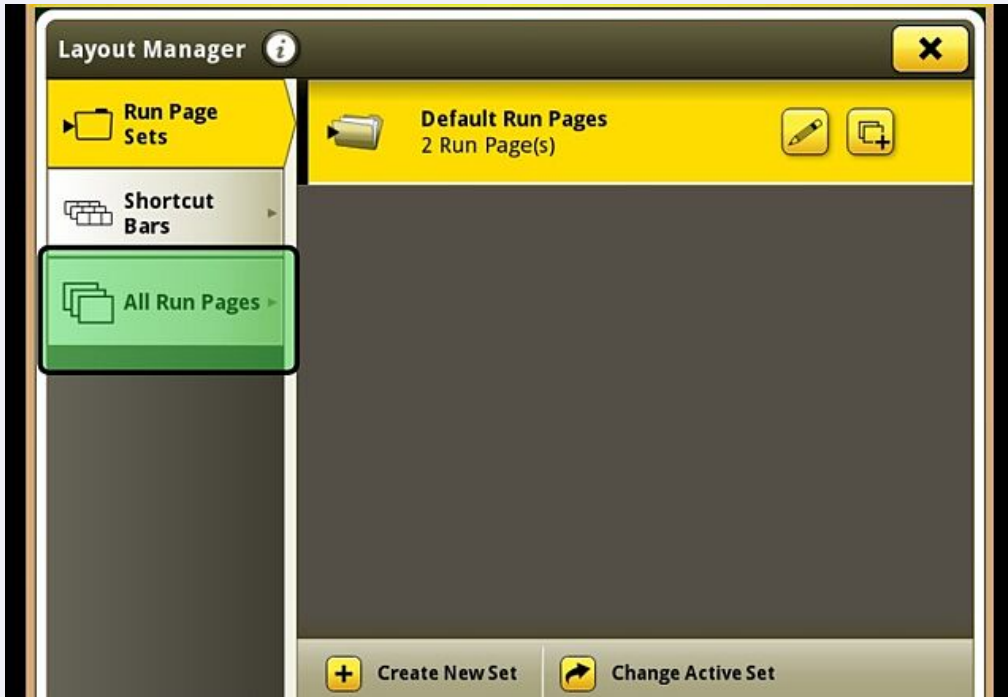 Layout Manager
Run Page
Sets
Shortcut
Bars
All Run Pages
Default Run Pages
2 Run Page(s)
Create New Set
Change Active Set